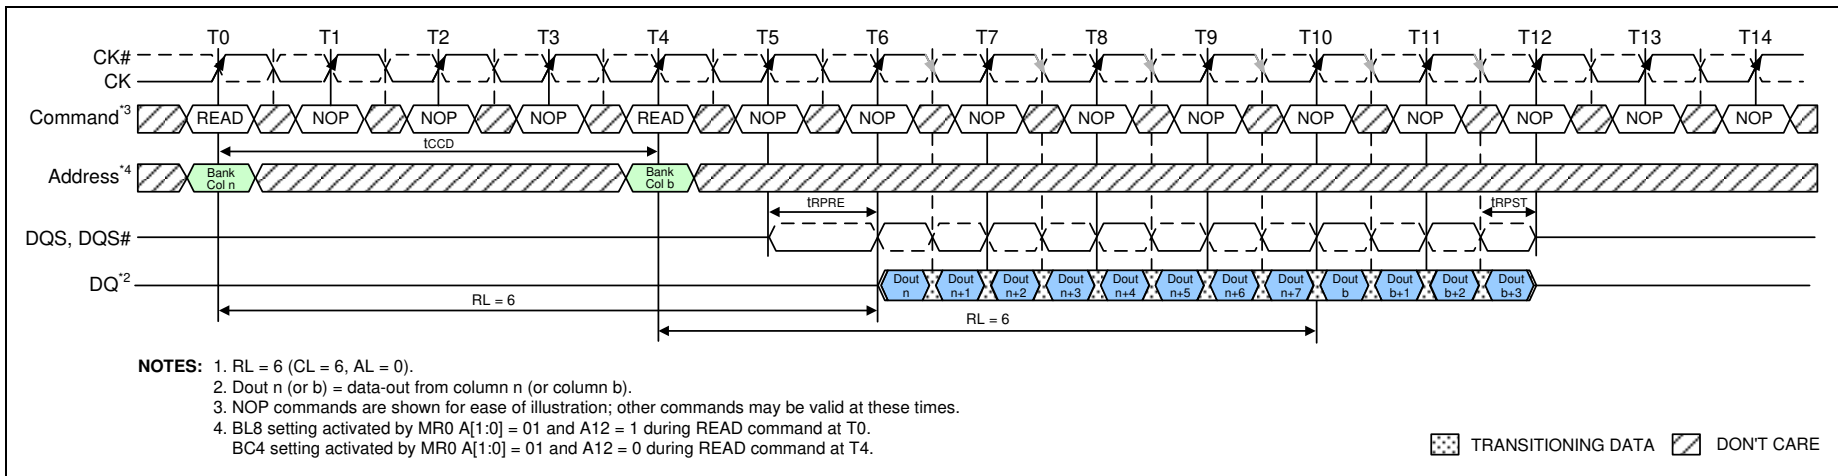 T0 T1 T2 T3 T4 T5 T6 T7 T8 T9 T10 T11 T12 T13 T14
CK#
CK
Command*3 READ NOP NOP NOP READ NOP NOP NOP NOP NOP NOP NOP NOP NOP NOP
tCCD
Address*4 Bank Col n Bank Col b
tRPRE tRPST
DQS, DQS#
DQ*2 Dout n Dout n+1 Dout n+2 Dout n+3 Dout n+4 Dout n+5 Dout n+6 Dout n+7 Dout b Dout b+1 Dout b+2 Dout b+3
RL = 6
RL = 6
NOTES: 1. RL = 6 (CL = 6, AL = 0).
2. Dout n (or b) = data-out from column n (or column b).
3. NOP commands are shown for ease of illustration; other commands may be valid at these times.
4. BL8 setting activated by MR0 A[1:0] = 01 and A12 = 1 during READ command at T0.
BC4 setting activated by MR0 A[1:0] = 01 and A12 = 0 during READ command at T4.
TRANSITIONING DATA DON'T CARE